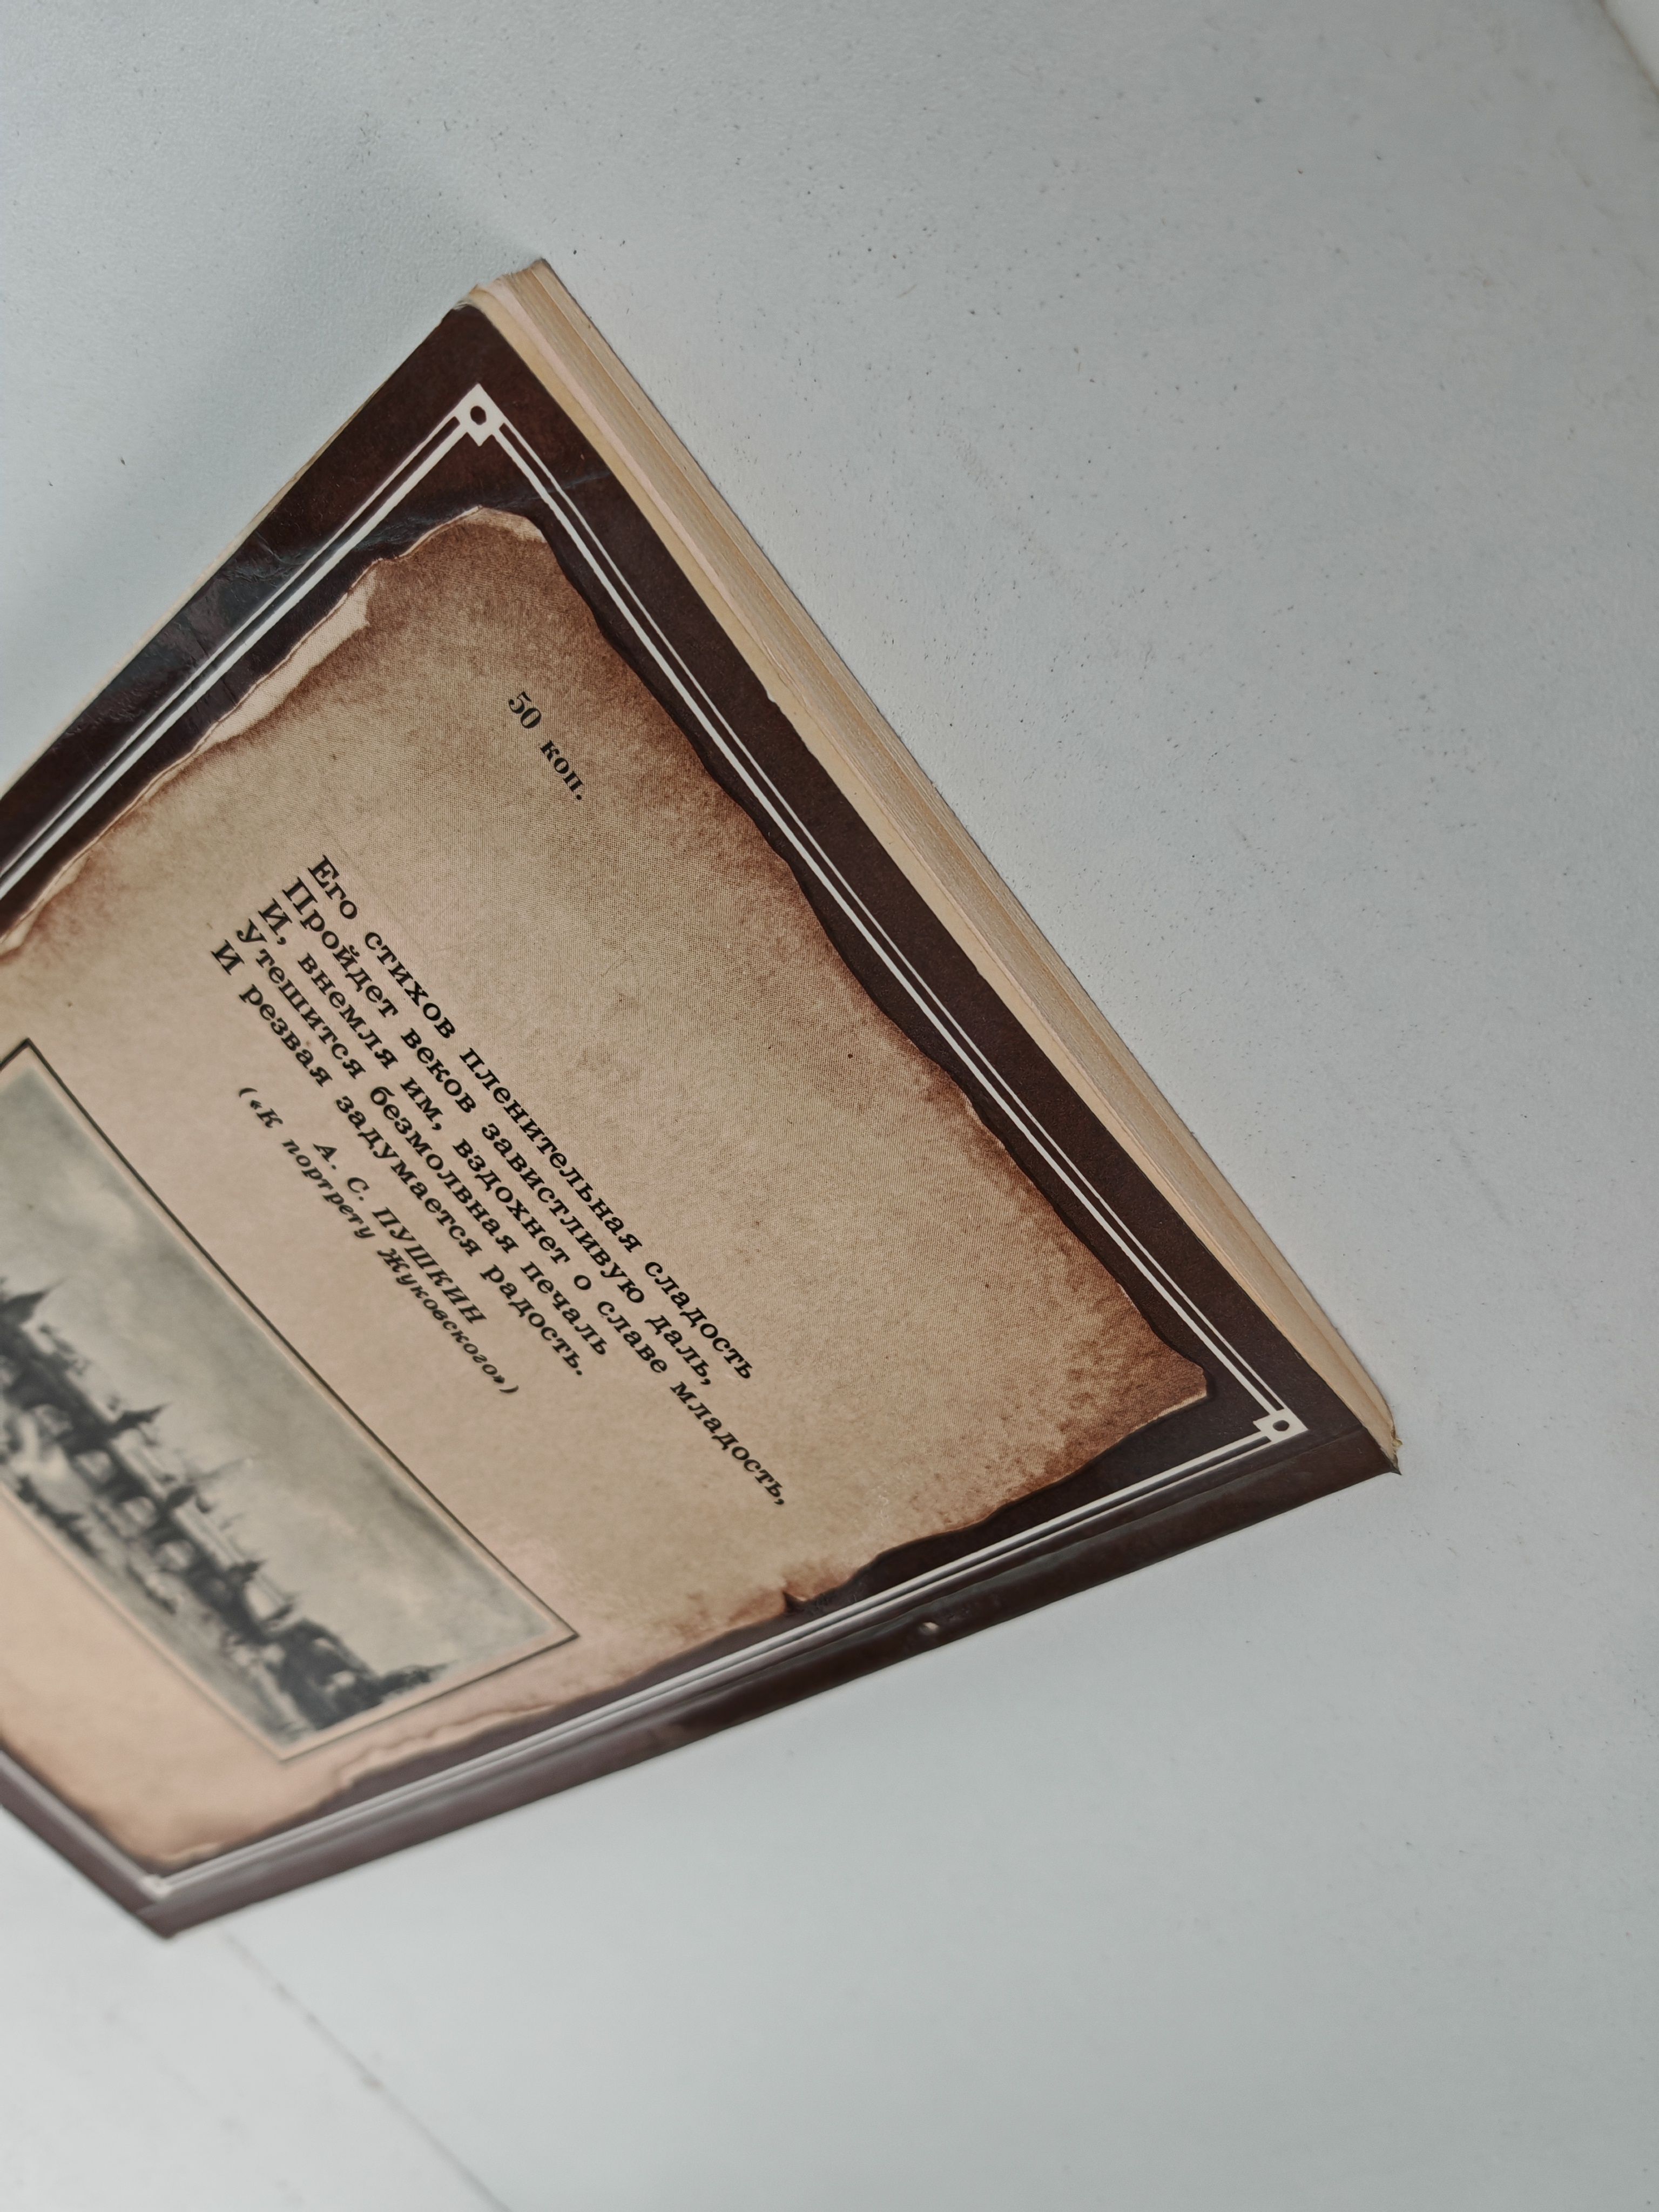 50 коп.
Его стихов пленительная сладость
Пройдет веков завистливую даль,
И, внемля им, вздохнет о славе младость,
Утешится безмолвная печаль
И резвая задумается радость.
А. С. ПУШКИН
(«К портрету Жуковского»)